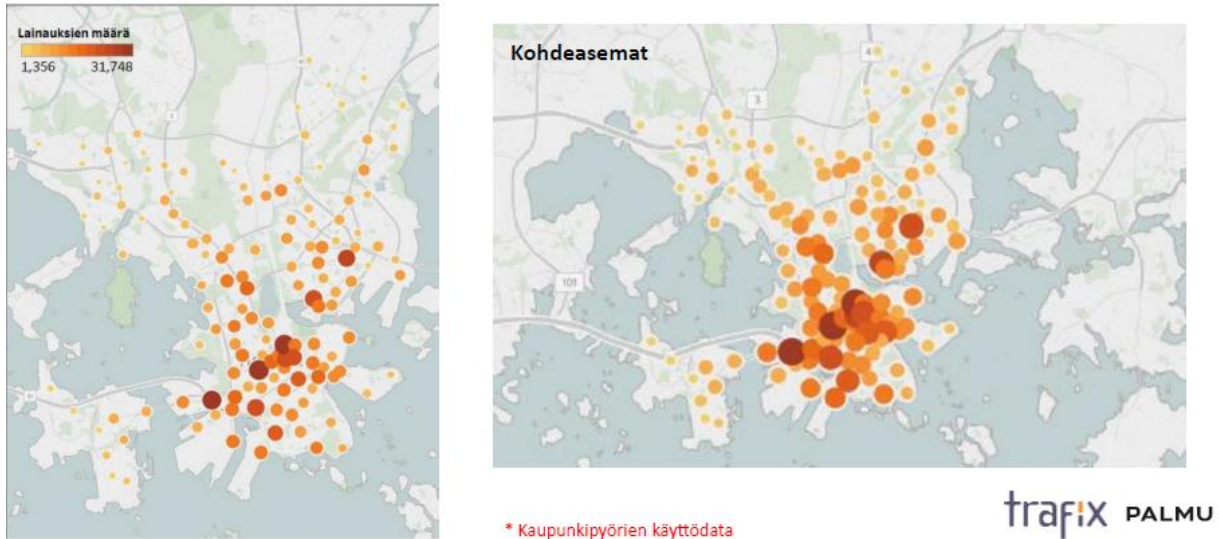 Lainauksien määrä
1,356 31,748
Kohdeasemat
4
3
101
* Kaupunkipyörien käyttödata
trafix PALMU